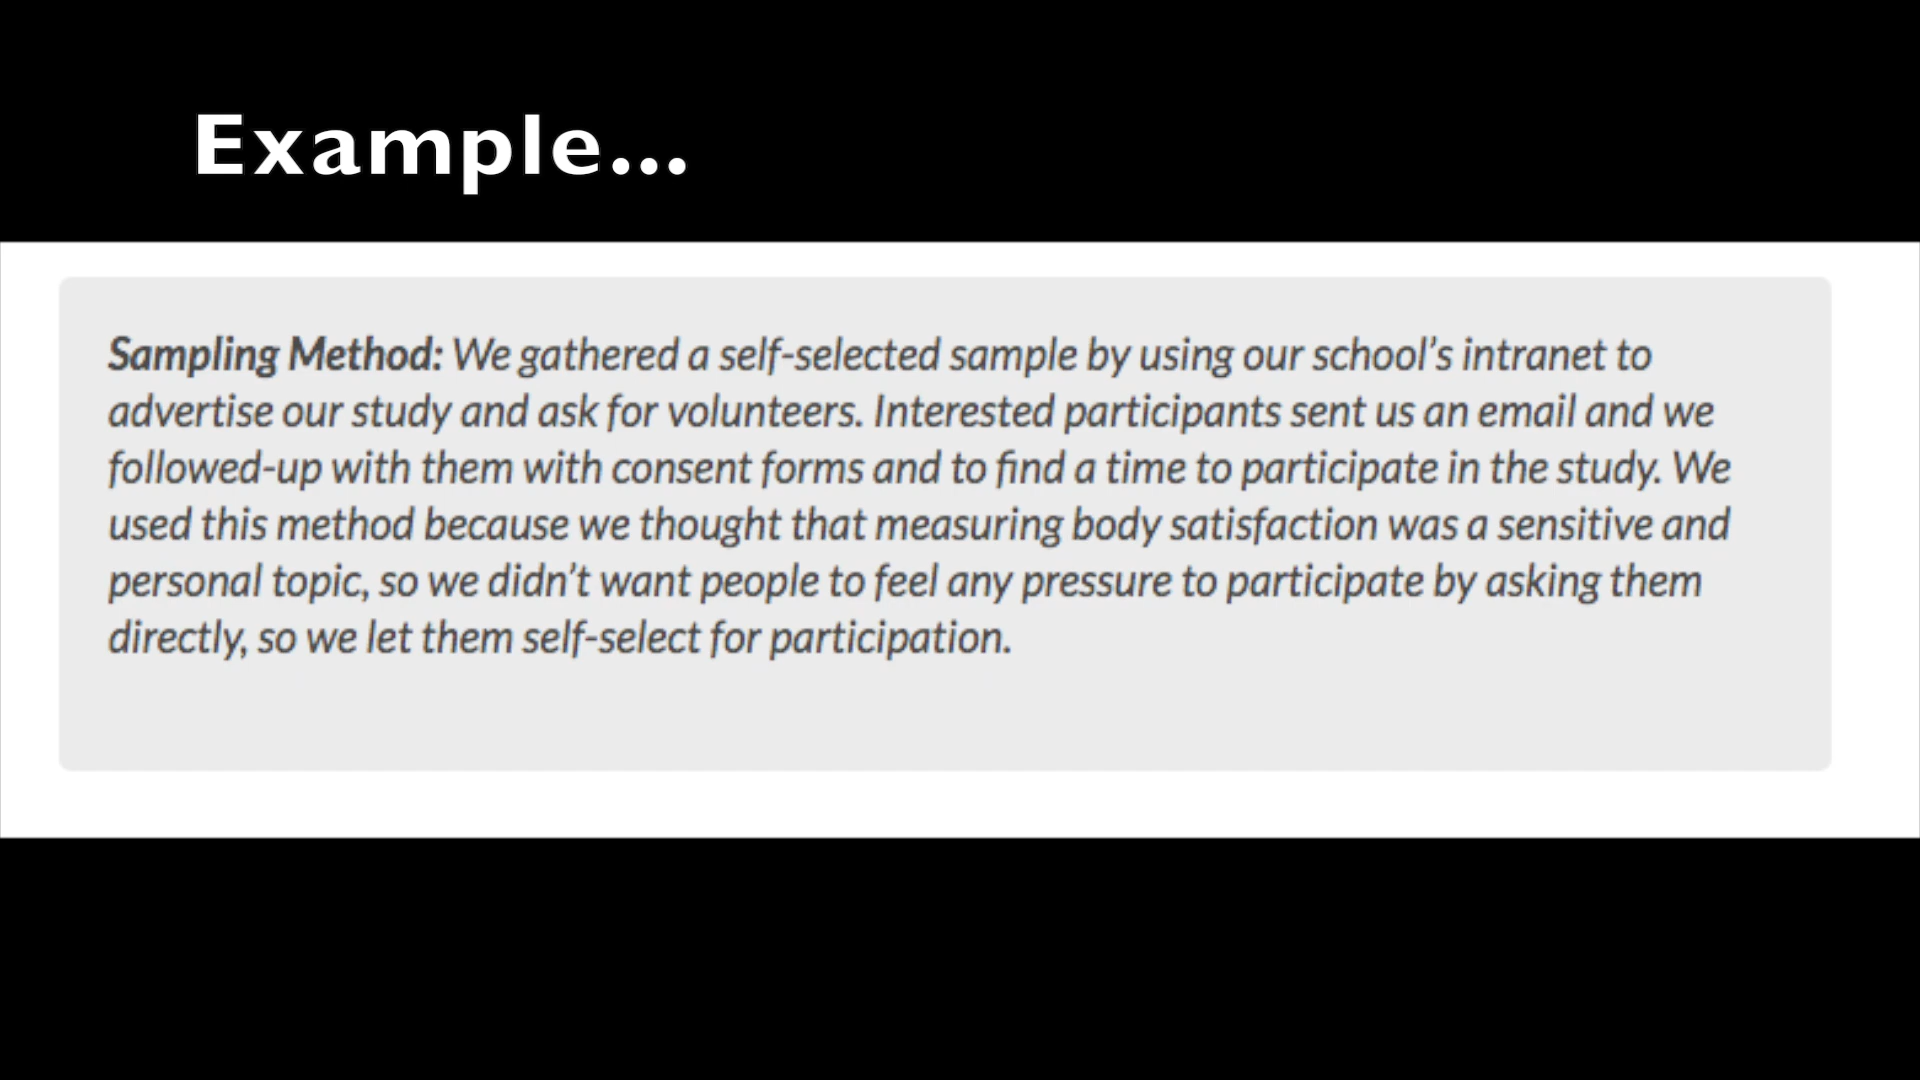 Example...
Sampling Method: We gathered a self-selected sample by using our school’s intranet to
advertise our study and ask for volunteers. Interested participants sent us an email and we
followed-up with them with consent forms and to find a time to participate in the study. We
used this method because we thought that measuring body satisfaction was a sensitive and
personal topic, so we didn’t want people to feel any pressure to participate by asking them
directly, so we let them self-select for participation.